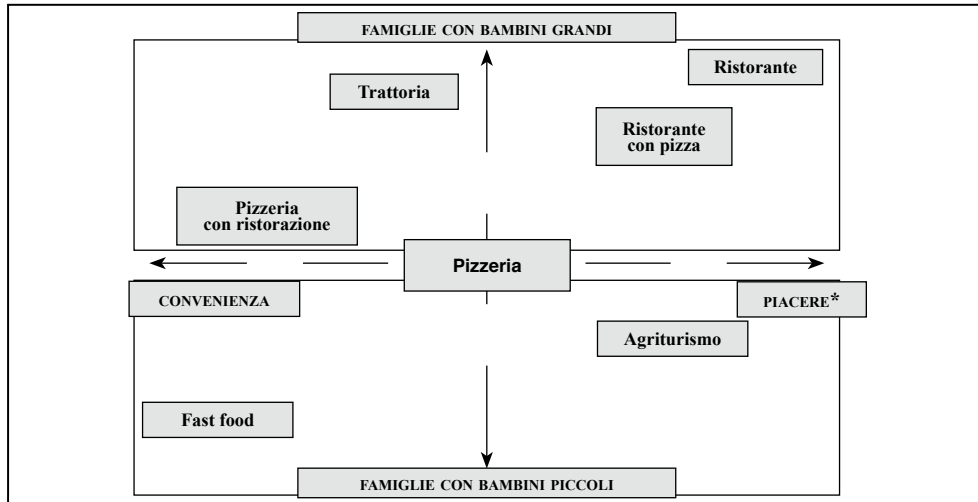 FAMIGLIE CON BAMBINI GRANDI
Ristorante
Trattoria
Ristorante
con pizza
Pizzeria
con ristorazione
Pizzeria
CONVENIENZA
PIACERE*
Agriturismo
Fast food
FAMIGLIE CON BAMBINI PICCOLI